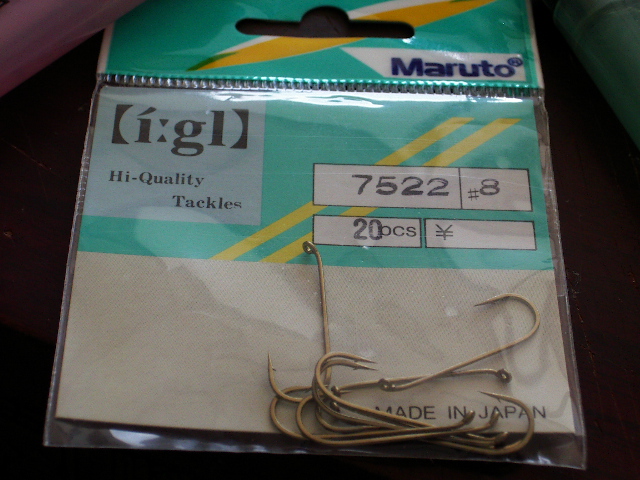 Maruto®
【í:gl】
Hi-Quality
Tackles
7522 #8
20pcs ¥
MADE IN JAPAN